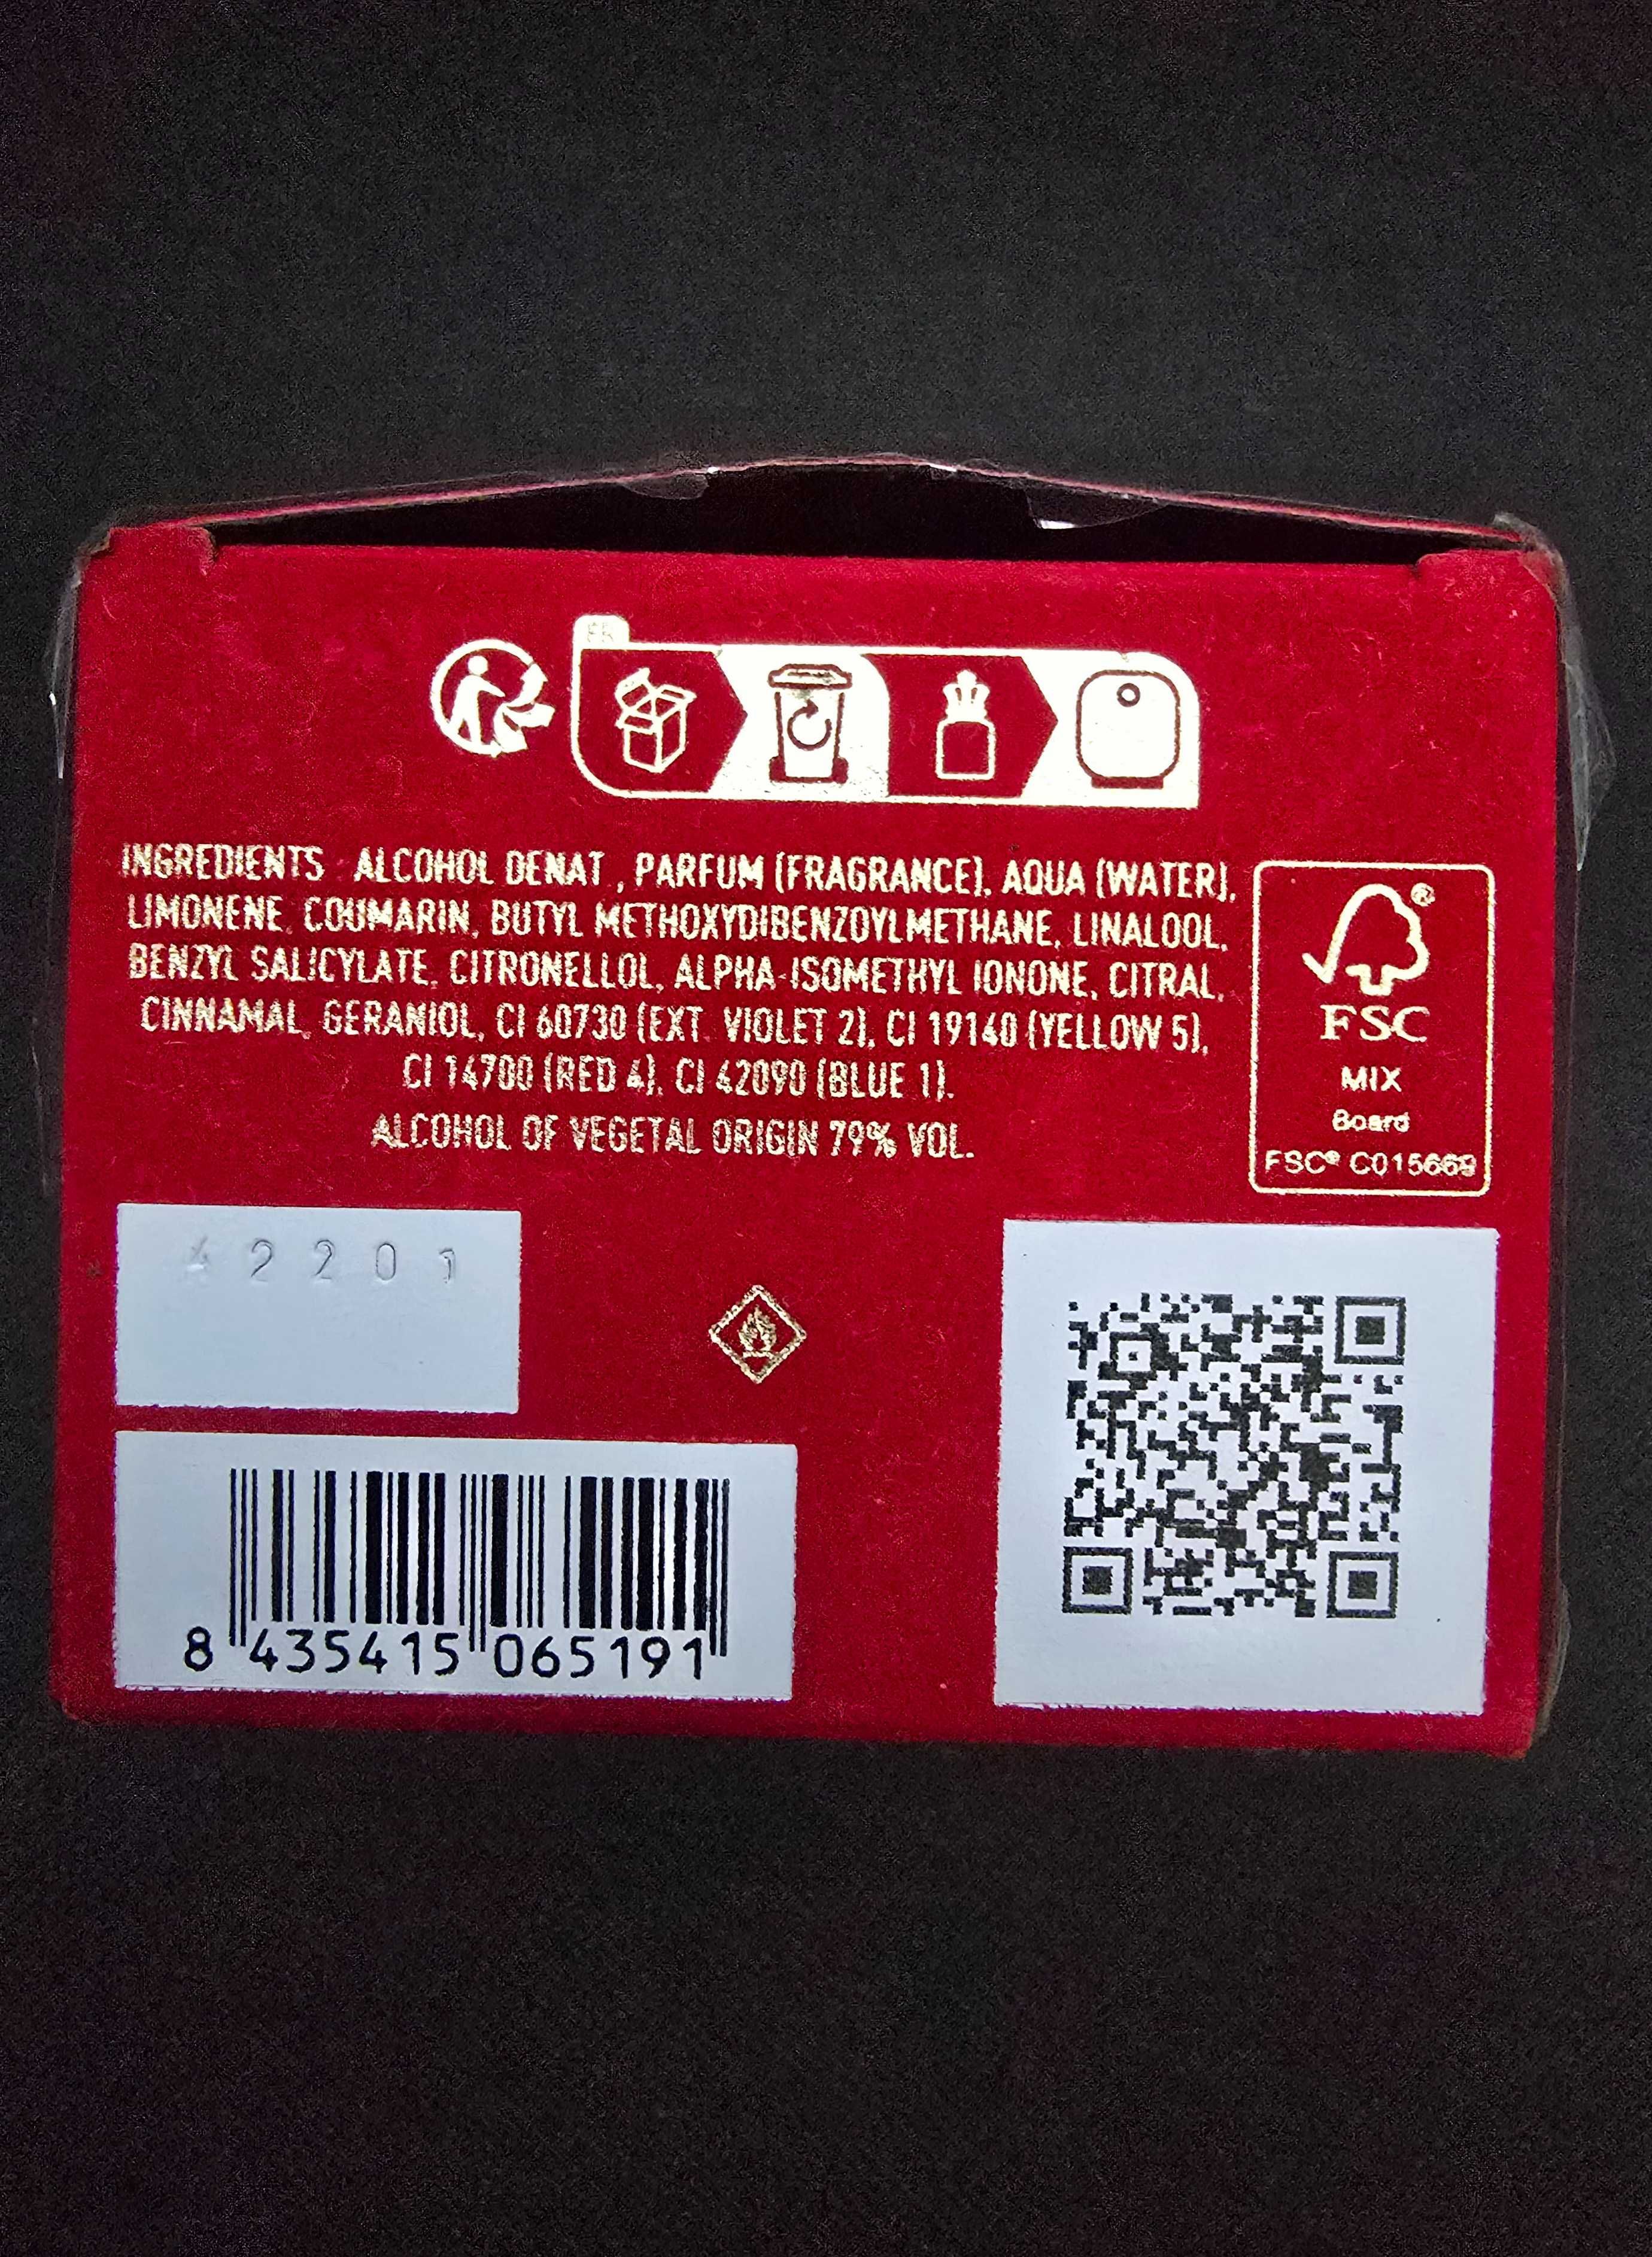 FR
INGREDIENTS : ALCOHOL DENAT., PARFUM (FRAGRANCE), AQUA (WATER),
LIMONENE, COUMARIN, BUTYL METHOXYDIBENZOYLMETHANE, LINALOOL,
BENZYL SALICYLATE, CITRONELLOL, ALPHA-ISOMETHYL IONONE, CITRAL,
CINNAMAL, GERANIOL, CI 60730 (EXT. VIOLET 2), CI 19140 (YELLOW 5),
CI 14700 (RED 4), CI 42090 (BLUE 1).
ALCOHOL OF VEGETAL ORIGIN 79% VOL.
®
FSC
MIX
Board
FSC® C015669
42201
8 435415 065191